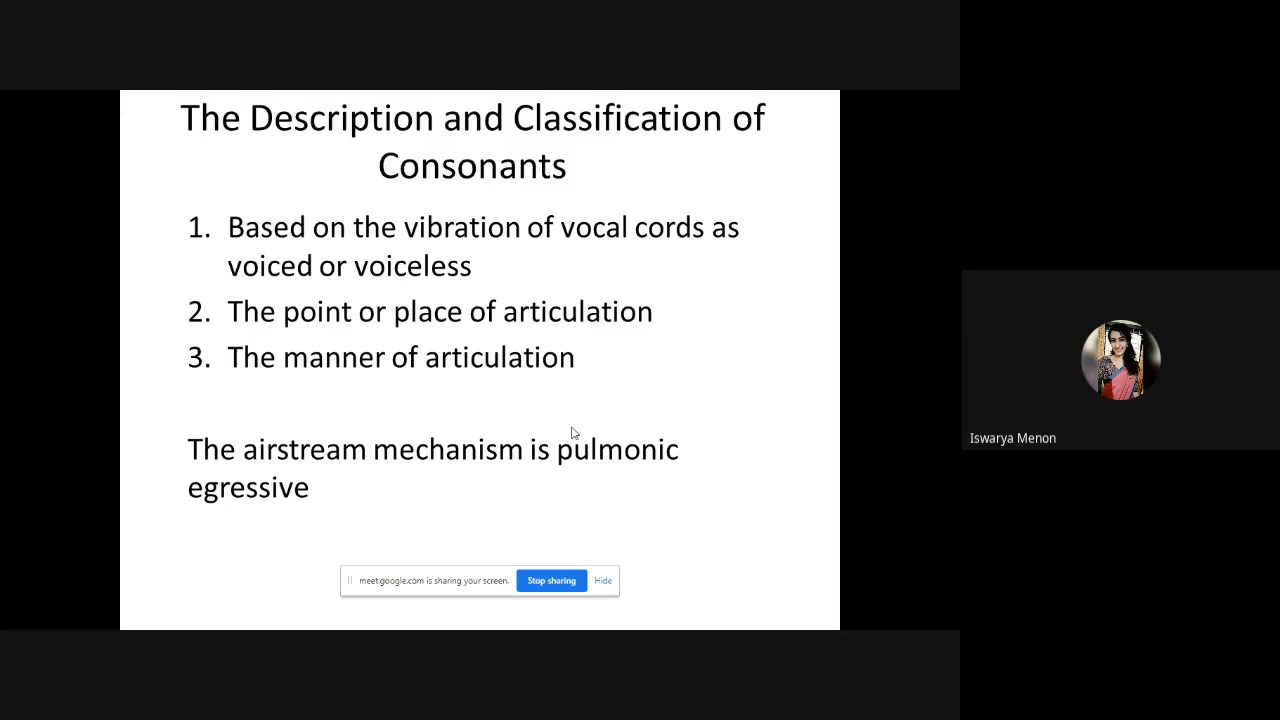 The Description and Classification of
Consonants
1. Based on the vibration of vocal cords as
voiced or voiceless
2. The point or place of articulation
3. The manner of articulation
The airstream mechanism is pulmonic
egressive
meet.google.com is sharing your screen. Stop sharing Hide
Iswarya Menon